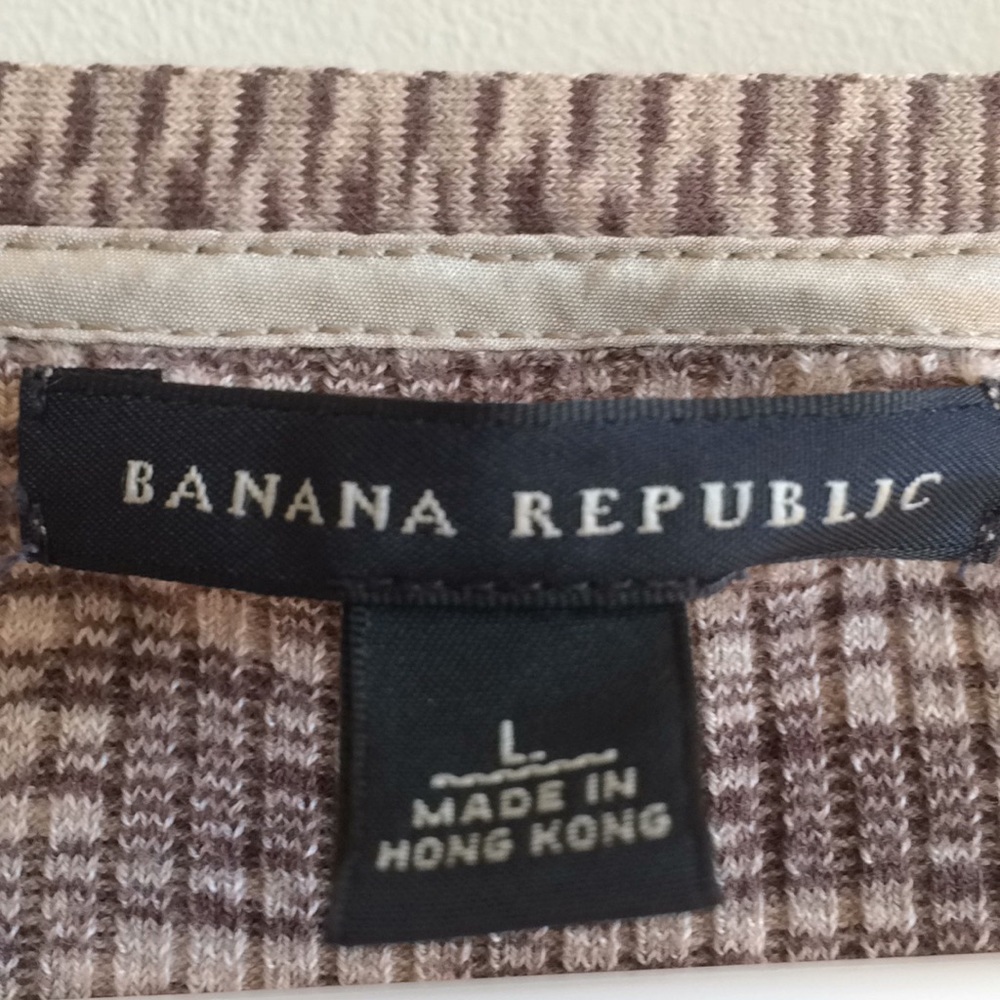 BANANA REPUBLIC
L.
MADE IN
HONG KONG